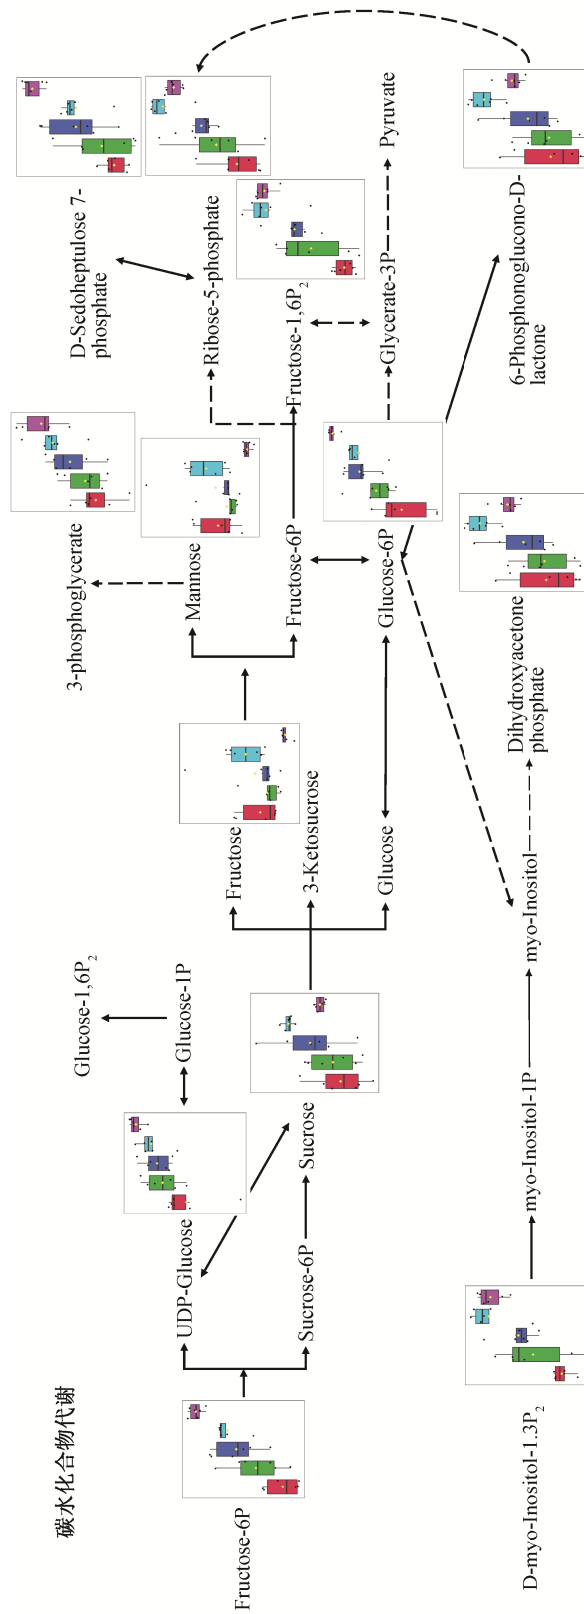 碳水化合物代谢
Fructose-6P
UDP-Glucose
Sucrose-6P
Glucose-1,6P2
Glucose-1P
Sucrose
Fructose
3-Ketosucrose
Glucose
3-phosphoglycerate
Mannose
Fructose-6P
Glucose-6P
D-Sedoheptulose 7-
phosphate
Ribose-5-phosphate
Fructose-1,6P2
Glycerate-3P
Pyruvate
6-Phosphonoglucono-D-
lactone
D-myo-Inositol-1.3P2
myo-Inositol-1P
myo-Inositol
Dihydroxyacetone
phosphate